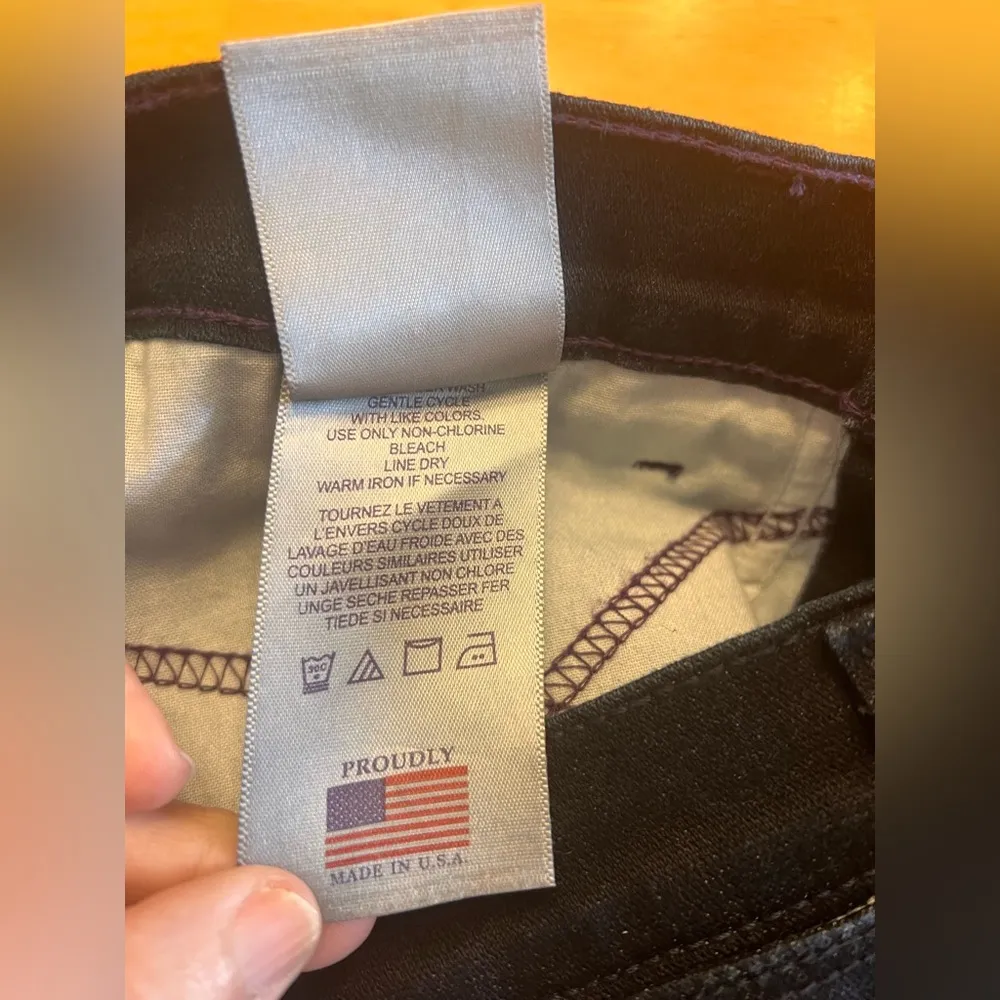 WASH
GENTLE CYCLE
WITH LIKE COLORS
USE ONLY NON-CHLORINE
BLEACH
LINE DRY
WARM IRON IF NECESSARY
TOURNEZ LE VETEMENT A
L'ENVERS CYCLE DOUX DE
LAVAGE D'EAU FROIDE AVEC DES
COULEURS SIMILAIRES UTILISER
UN JAVELLISANT NON CHLORE
UNGE SECHE REPASSER FER
TIEDE SI NECESSAIRE
30C
PROUDLY
MADE IN U.S.A.